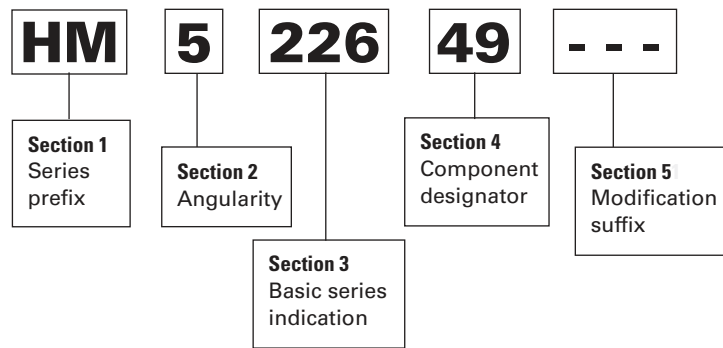 HM 5 226 49 - - -
Section 1
Series
prefix
Section 2
Angularity
Section 3
Basic series
indication
Section 4
Component
designator
Section 5
Modification
suffix